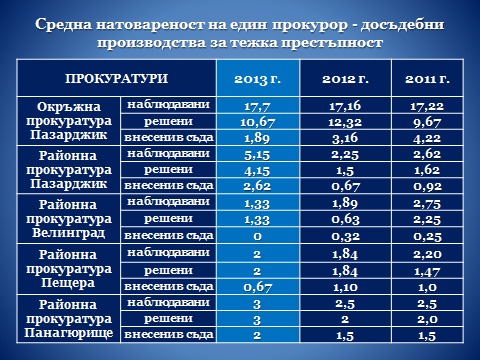 Средна натовареност на един прокурор - досъдебни
производства за тежка престъпност
ПРОКУРАТУРИ 2013 г. 2012 г. 2011 г.
Окръжна прокуратура Пазарджик наблюдавани 17,7 17,16 17,22
решени 10,67 12,32 9,67
внесени в съда 1,89 3,16 4,22
Районна прокуратура Пазарджик наблюдавани 5,15 2,25 2,62
решени 4,15 1,5 1,62
внесени в съда 2,62 0,67 0,92
Районна прокуратура Велинград наблюдавани 1,33 1,89 2,75
решени 1,33 0,63 2,25
внесени в съда 0 0,32 0,25
Районна прокуратура Пещера наблюдавани 2 1,84 2,20
решени 2 1,84 1,47
внесени в съда 0,67 1,10 1,0
Районна прокуратура Панагюрище наблюдавани 3 2,5 2,5
решени 3 2 2,0
внесени в съда 2 1,5 1,5